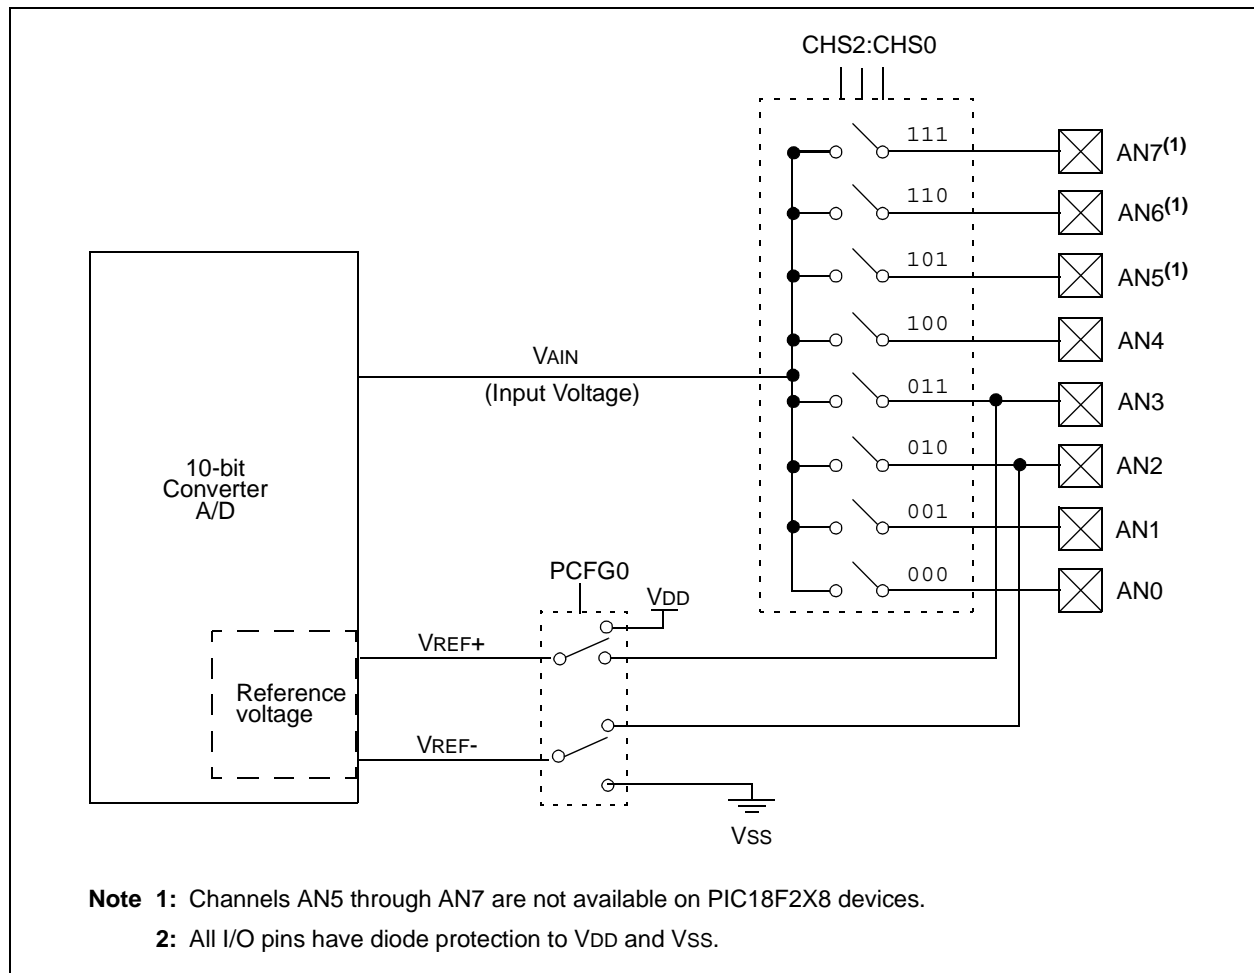 CHS2:CHS0
111 AN7(1)
110 AN6(1)
101 AN5(1)
100 AN4
VAIN
(Input Voltage)
011 AN3
010 AN2
10-bit
Converter
A/D
001 AN1
000 AN0
PCFG0
VDD
VREF+
Reference
voltage
VREF-
VSS
Note 1: Channels AN5 through AN7 are not available on PIC18F2X8 devices.
2: All I/O pins have diode protection to VDD and VSS.